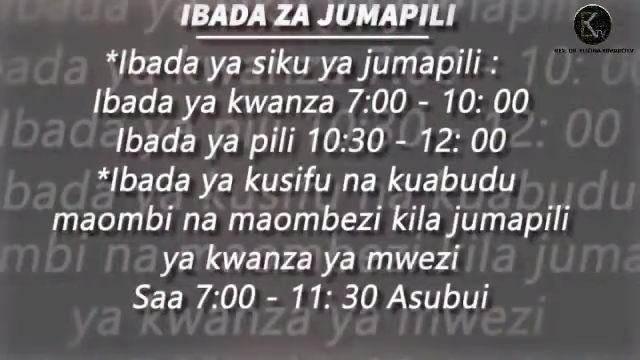 IBADA ZA JUMAPILI
*Ibada ya siku ya jumapili :
Ibada ya kwanza 7:00 - 10: 00
Ibada ya pili 10:30 - 12: 00
*Ibada ya kusifu na kuabudu
maombi na maombezi kila jumapili
ya kwanza ya mwezi
Saa 7:00 - 11: 30 Asubui